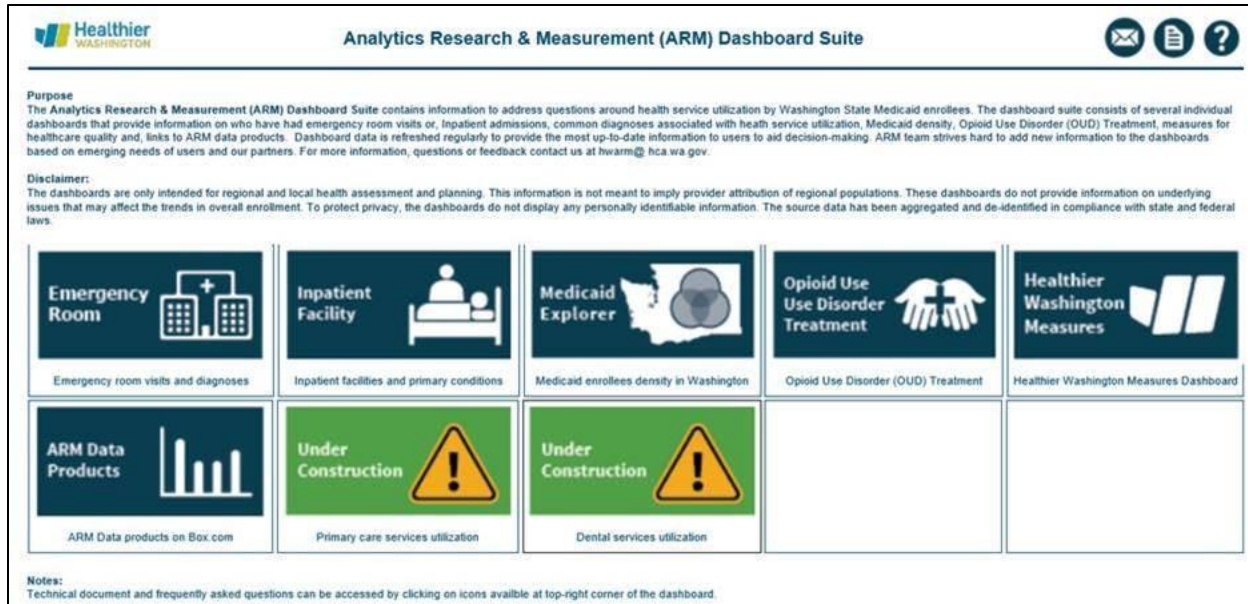 Healthier
WASHINGTON
Analytics Research & Measurement (ARM) Dashboard Suite
?
Purpose
The Analytics Research & Measurement (ARM) Dashboard Suite contains information to address questions around health service utilization by Washington State Medicaid enrollees. The dashboard suite consists of several individual
dashboards that provide information on who have had emergency room visits or, Inpatient admissions, common diagnoses associated with heath service utilization, Medicaid density, Opioid Use Disorder (OUD) Treatment, measures for
healthcare quality and, links to ARM data products. Dashboard data is refreshed regularly to provide the most up-to-date information to users to aid decision-making. ARM team strives hard to add new information to the dashboards
based on emerging needs of users and our partners. For more information, questions or feedback contact us at hwarm@ hca.wa.gov.
Disclaimer:
The dashboards are only intended for regional and local health assessment and planning. This information is not meant to imply provider attribution of regional populations. These dashboards do not provide information on underlying
issues that may affect the trends in overall enrollment. To protect privacy, the dashboards do not display any personally identifiable information. The source data has been aggregated and de-identified in compliance with state and federal
laws.
Emergency
Room
Emergency room visits and diagnoses
Inpatient
Facility
Inpatient facilities and primary conditions
Medicaid
Explorer
Medicaid enrollees density in Washington
Opioid Use
Use Disorder
Treatment
Opioid Use Disorder (OUD) Treatment
Healthier
Washington
Measures
Healthier Washington Measures Dashboard
ARM Data
Products
ARM Data products on Box.com
Under
Construction
!
Primary care services utilization
Under
Construction
!
Dental services utilization
Notes:
Technical document and frequently asked questions can be accessed by clicking on icons availble at top-right corner of the dashboard.